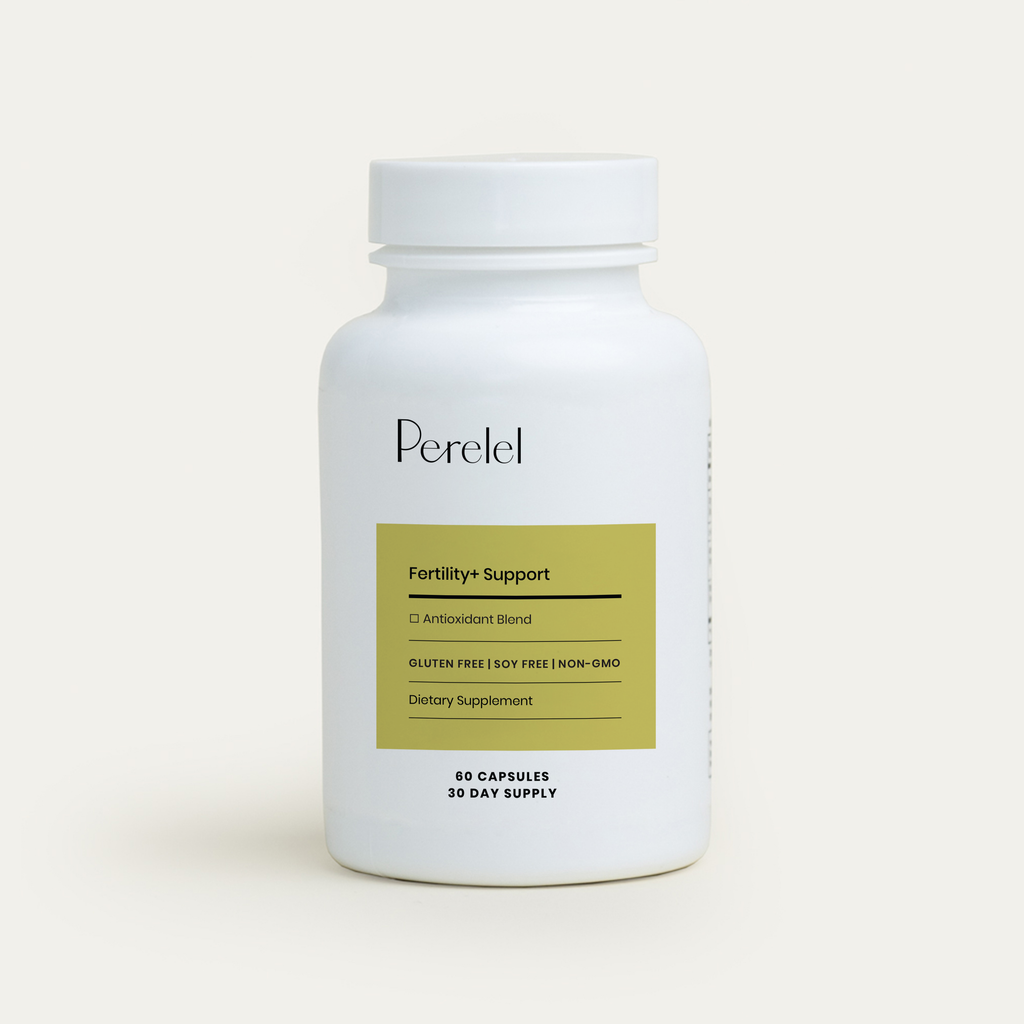 Perelel
Fertility+ Support
☐ Antioxidant Blend
GLUTEN FREE | SOY FREE | NON-GMO
Dietary Supplement
60 CAPSULES
30 DAY SUPPLY